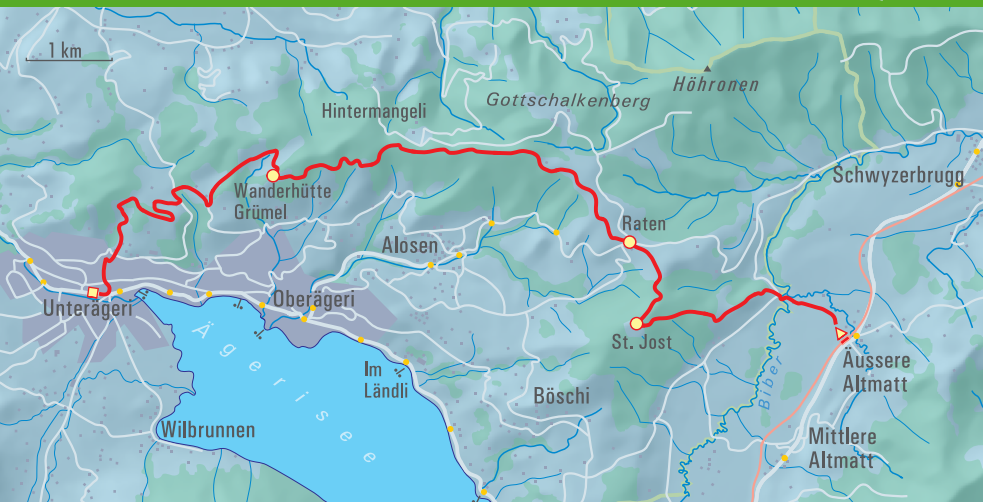 1 km
Höhronen
Gottschalkenberg
Hintermangeli
Schwyzerbrugg
Wanderhütte
Grümel
Raten
Alosen
Oberägeri
Unterägeri
St. Jost
Ägerise
Im
Ländli
Äussere
Altmatt
Biber
Böschi
Wilbrunnen
Mittlere
Altmatt